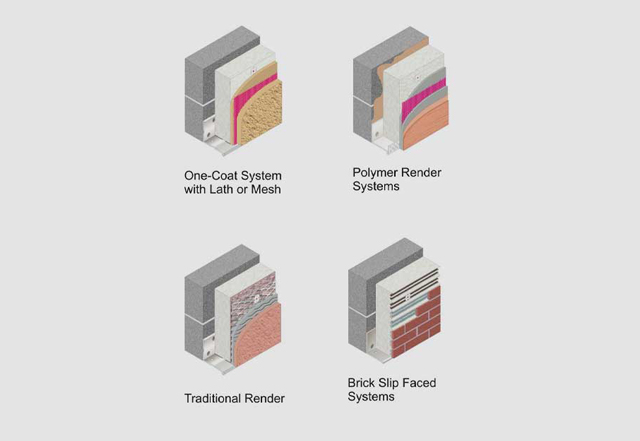 One-Coat System
with Lath or Mesh
Polymer Render
Systems
Traditional Render
Brick Slip Faced
Systems